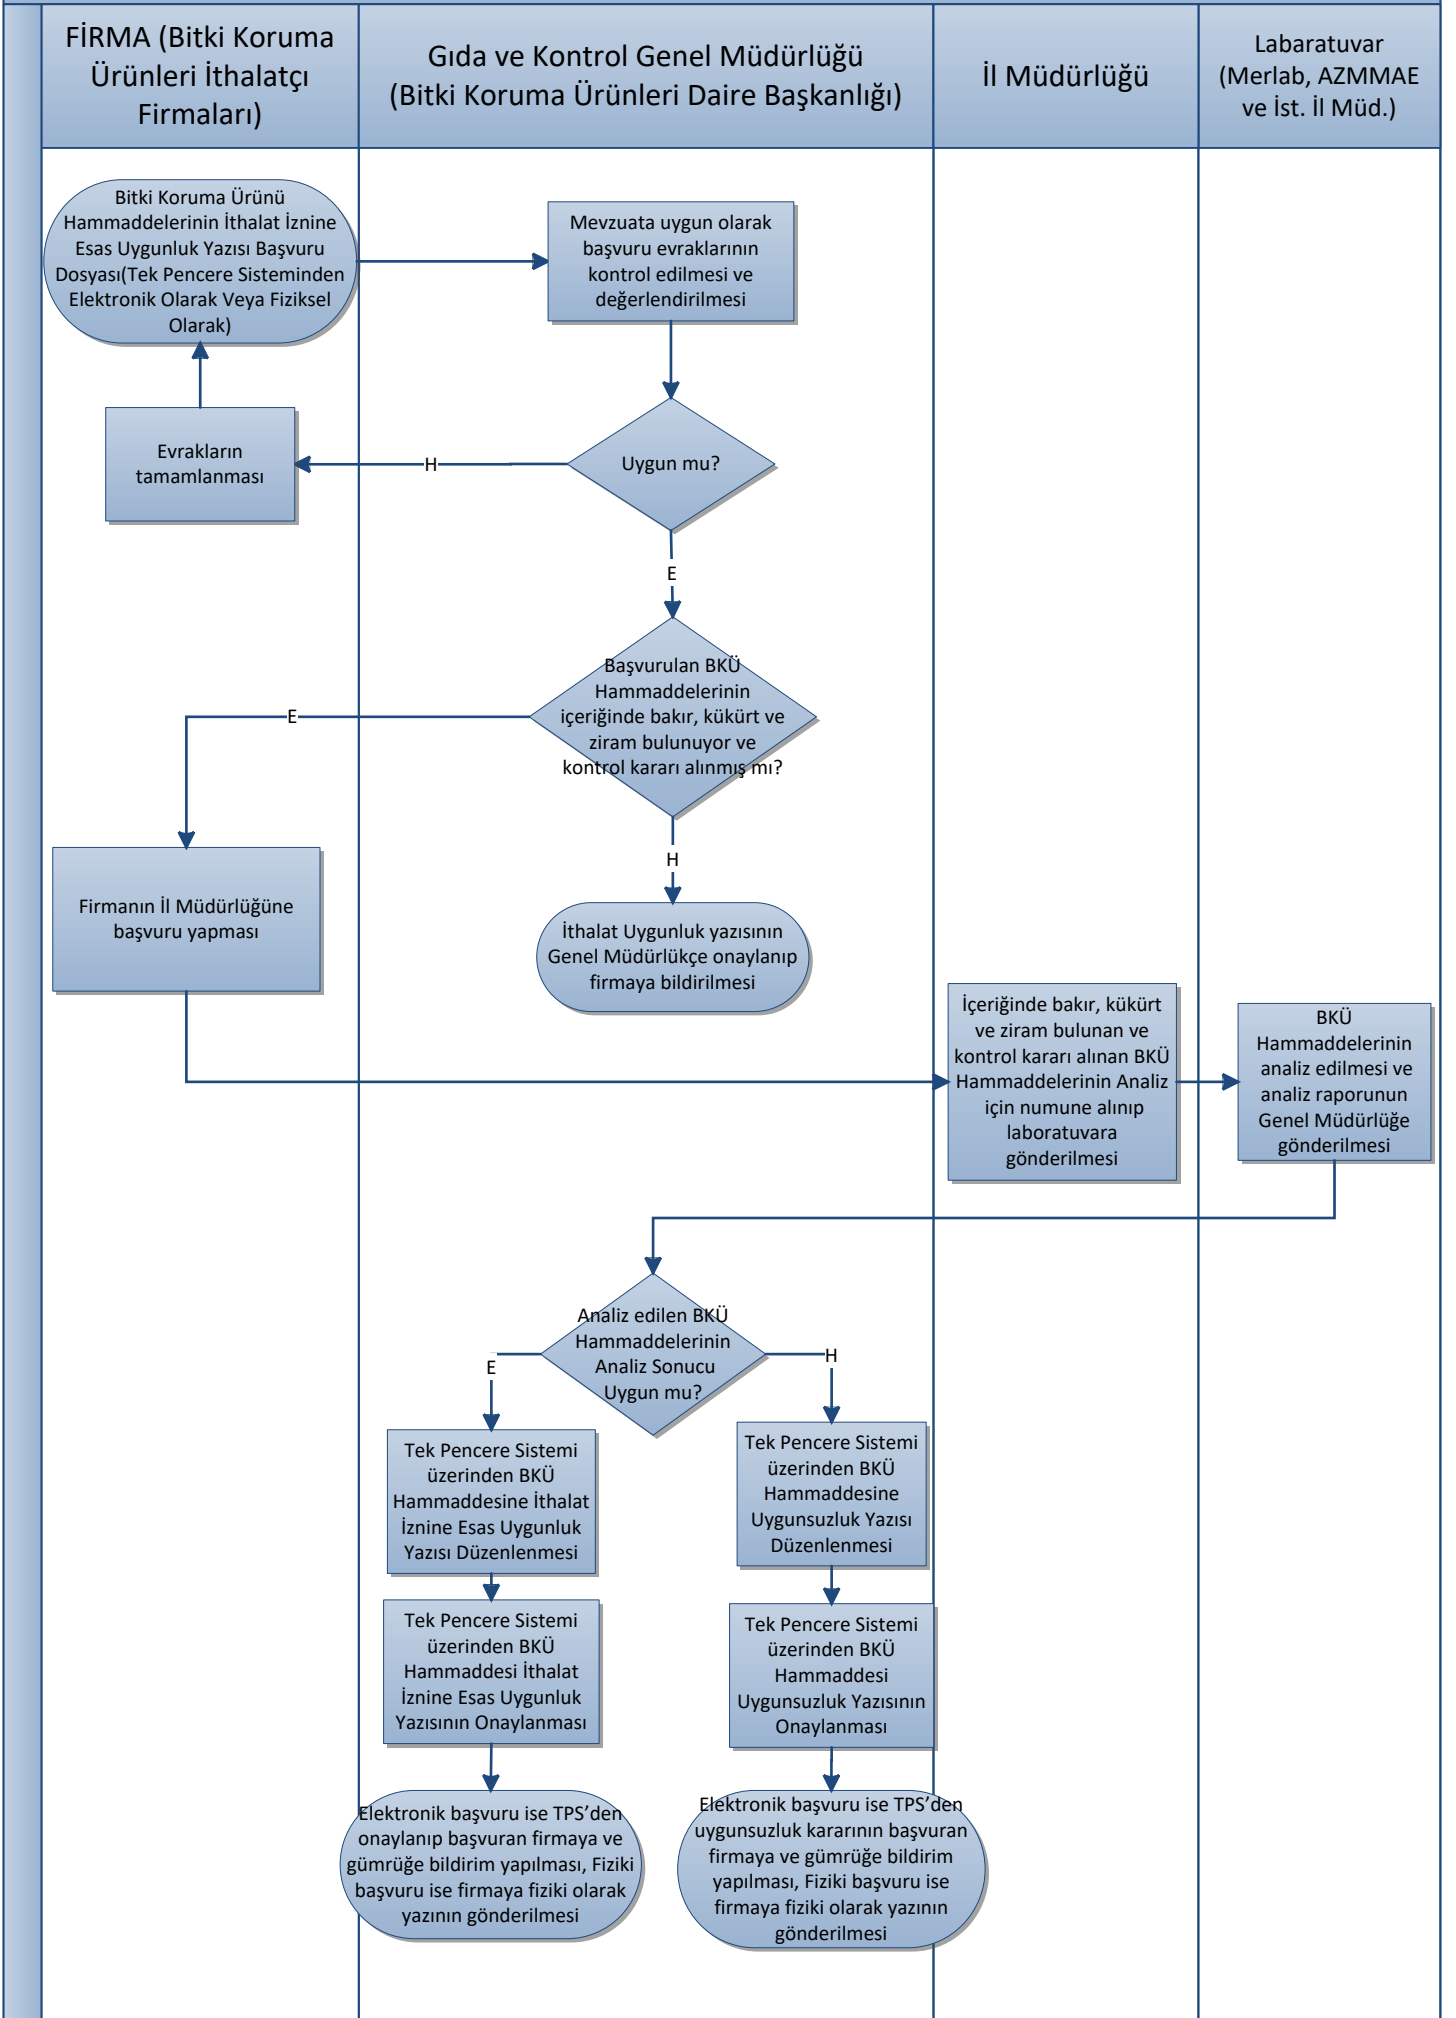 FİRMA (Bitki Koruma
Ürünleri İthalatçı
Firmaları)
Gıda ve Kontrol Genel Müdürlüğü
(Bitki Koruma Ürünleri Daire Başkanlığı)
İl Müdürlüğü
Labaratuvar
(Merlab, AZMMAE
ve İst. İl Müd.)
Bitki Koruma Ürünü
Hammaddelerinin İthalat İznine
Esas Uygunluk Yazısı Başvuru
Dosyası(Tek Pencere Sisteminden
Elektronik Olarak Veya Fiziksel
Olarak)
Mevzuata uygun olarak
başvuru evraklarının
kontrol edilmesi ve
değerlendirilmesi
Evrakların
tamamlanması
H
Uygun mu?
E
Başvurulan BKÜ
Hammaddelerinin
içeriğinde bakır, kükürt ve
ziram bulunuyor ve
kontrol kararı alınmış mı?
E
H
Firmanın İl Müdürlüğüne
başvuru yapması
İthalat Uygunluk yazısının
Genel Müdürlükçe onaylanıp
firmaya bildirilmesi
İçeriğinde bakır, kükürt
ve ziram bulunan ve
kontrol kararı alınan BKÜ
Hammaddelerinin Analiz
için numune alınıp
laboratuvara
gönderilmesi
BKÜ
Hammaddelerinin
analiz edilmesi ve
analiz raporunun
Genel Müdürlüğe
gönderilmesi
Analiz edilen BKÜ
Hammaddelerinin
Analiz Sonucu
Uygun mu?
E
H
Tek Pencere Sistemi
üzerinden BKÜ
Hammaddesine İthalat
İznine Esas Uygunluk
Yazısı Düzenlenmesi
Tek Pencere Sistemi
üzerinden BKÜ
Hammaddesine
Uygunsuzluk Yazısı
Düzenlenmesi
Tek Pencere Sistemi
üzerinden BKÜ
Hammaddesi İthalat
İznine Esas Uygunluk
Yazısının Onaylanması
Tek Pencere Sistemi
üzerinden BKÜ
Hammaddesi
Uygunsuzluk Yazısının
Onaylanması
Elektronik başvuru ise TPS’den
onaylanıp başvuran firmaya ve
gümrüğe bildirim yapılması, Fiziki
başvuru ise firmaya fiziki olarak
yazının gönderilmesi
Elektronik başvuru ise TPS’den
uygunsuzluk kararının başvuran
firmaya ve gümrüğe bildirim
yapılması, Fiziki başvuru ise
firmaya fiziki olarak yazının
gönderilmesi